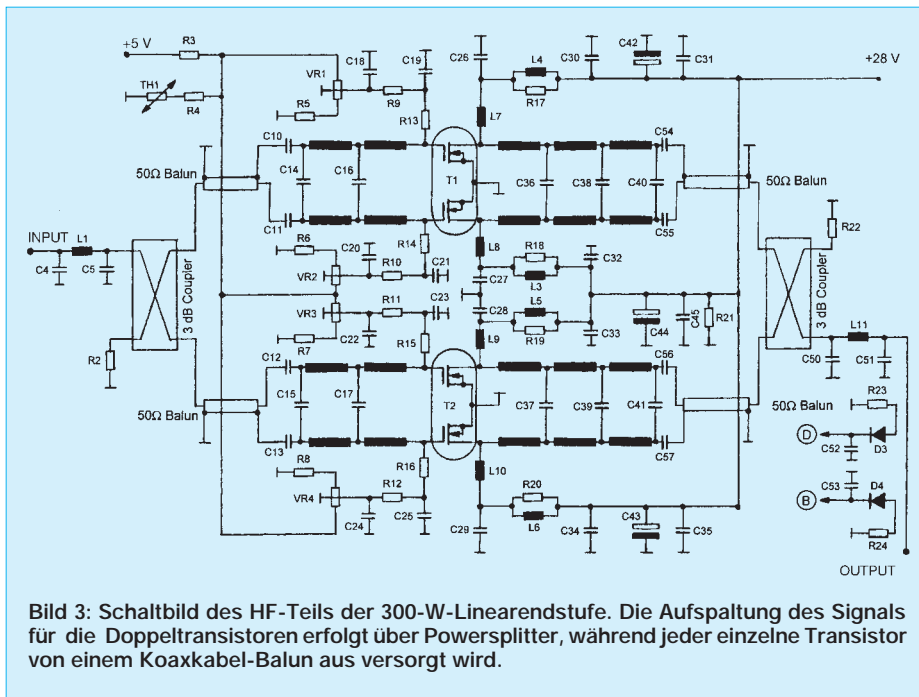 +5 V
R3
TH1
R4
VR1
C18
C19
R5
R9
R13
C26
L4
R17
C30
C42
C31
+28 V
L7
C10
C14
C16
T1
C36
C38
C40
C54
50Ω Balun
50Ω Balun
C11
C55
INPUT
L1
C4
C5
3 dB Coupler
R2
R6
C20
R14
VR2
R10
C21
L8
R18
L3
C32
C27
R22
3 dB Coupler
VR3
R11
C23
C28
L5
R19
C33
C44
C45
R21
R7
C22
R15
L9
L11
C50
C51
C12
C15
C17
T2
C37
C39
C41
C56
50Ω Balun
50Ω Balun
C13
C57
R23
D
C52
D3
R8
R16
L10
C53
D4
B
VR4
R12
C24
C25
C29
R20
L6
C34
C43
C35
R24
OUTPUT
Bild 3: Schaltbild des HF-Teils der 300-W-Linearendstufe. Die Aufspaltung des Signals
für die Doppeltransistoren erfolgt über Powersplitter, während jeder einzelne Transistor
von einem Koaxkabel-Balun aus versorgt wird.